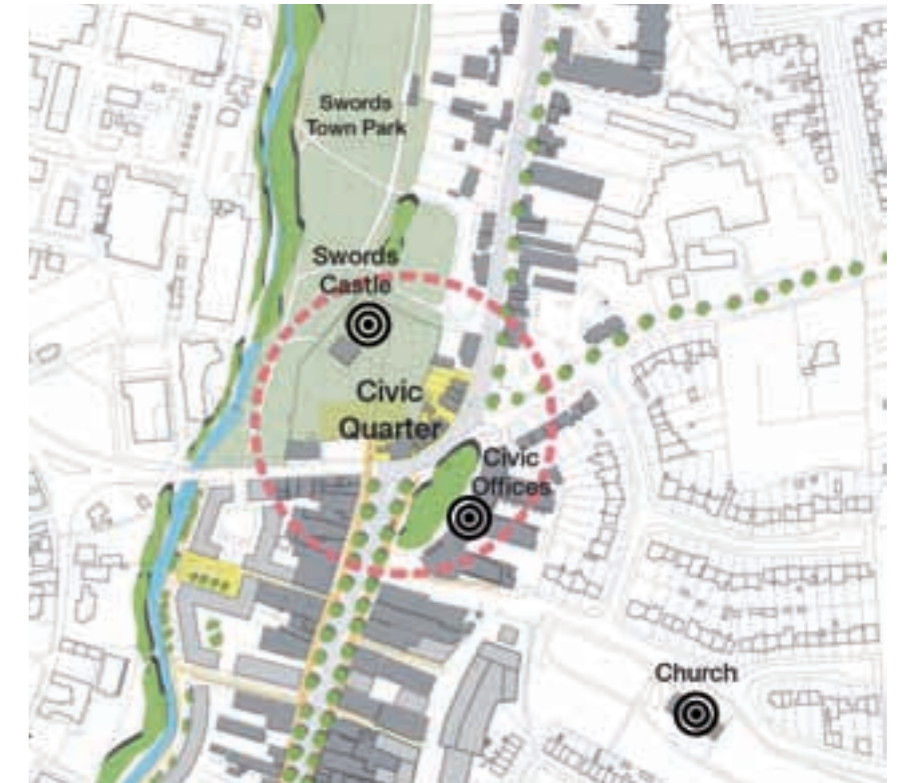 Swords
Town Park
Swords
Castle
Civic
Quarter
Civic
Offices
Church